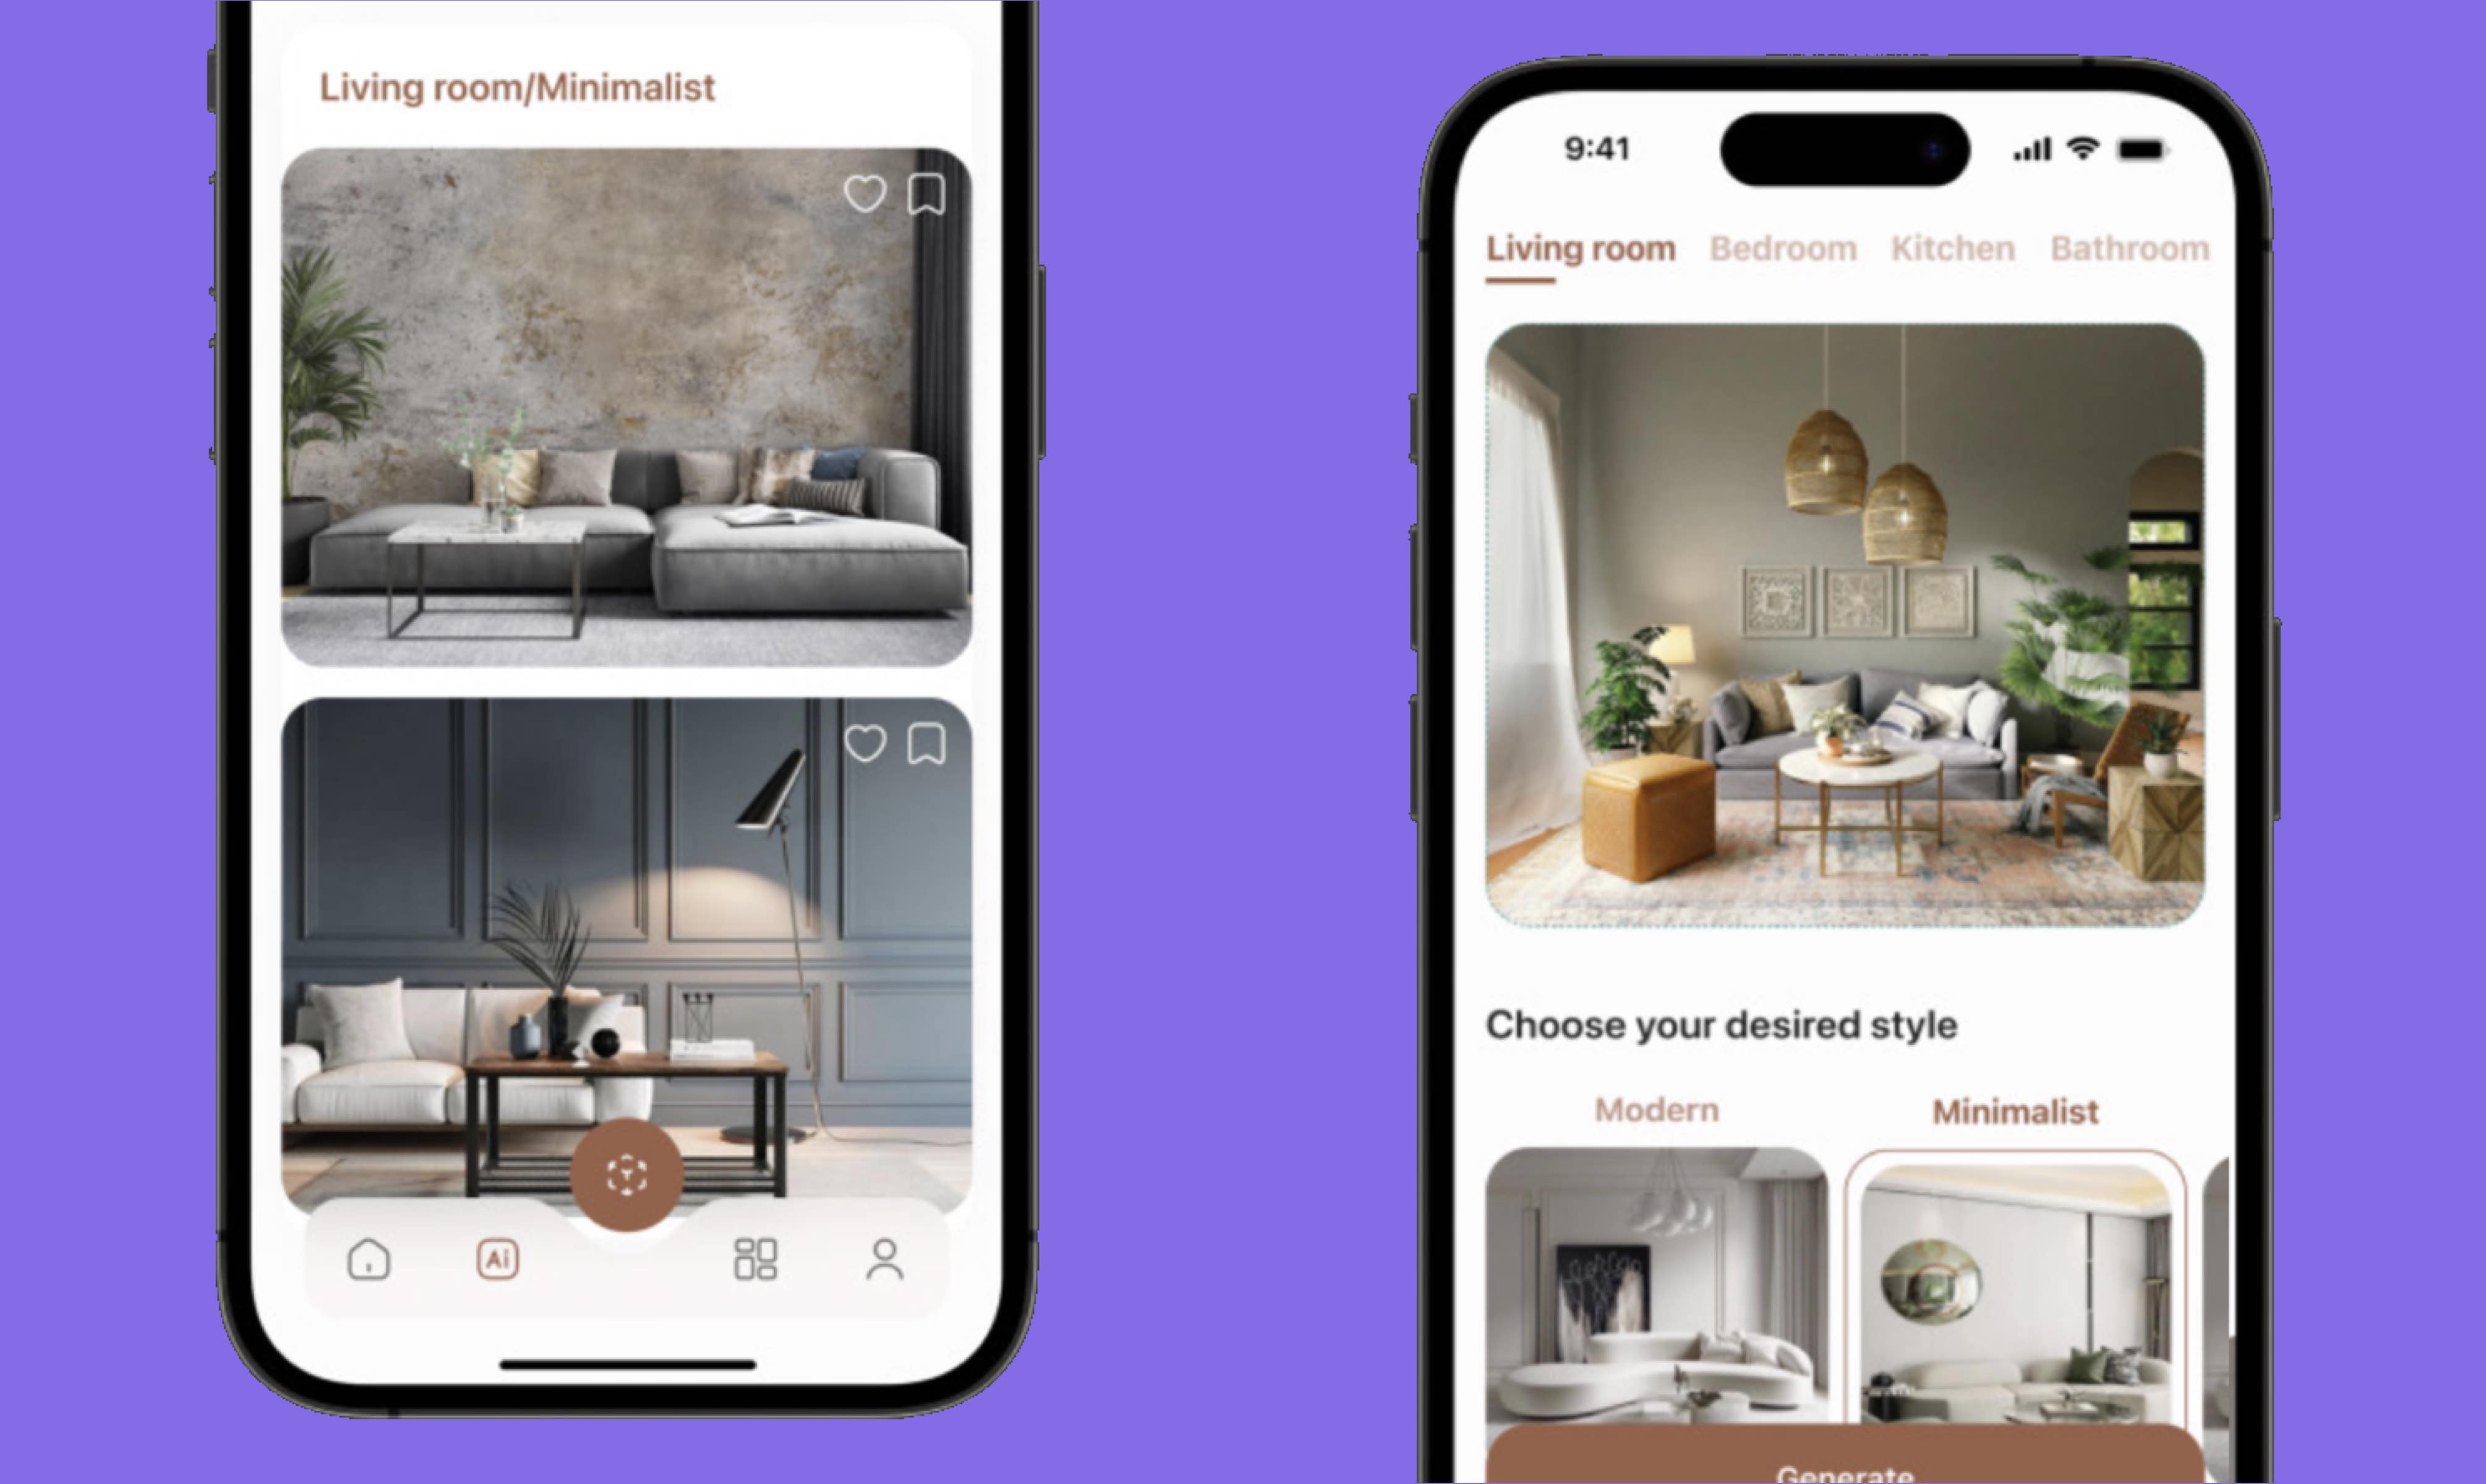 Living room/Minimalist
Ai
9:41
Living room Bedroom Kitchen Bathroom
Choose your desired style
Modern Minimalist
Generate